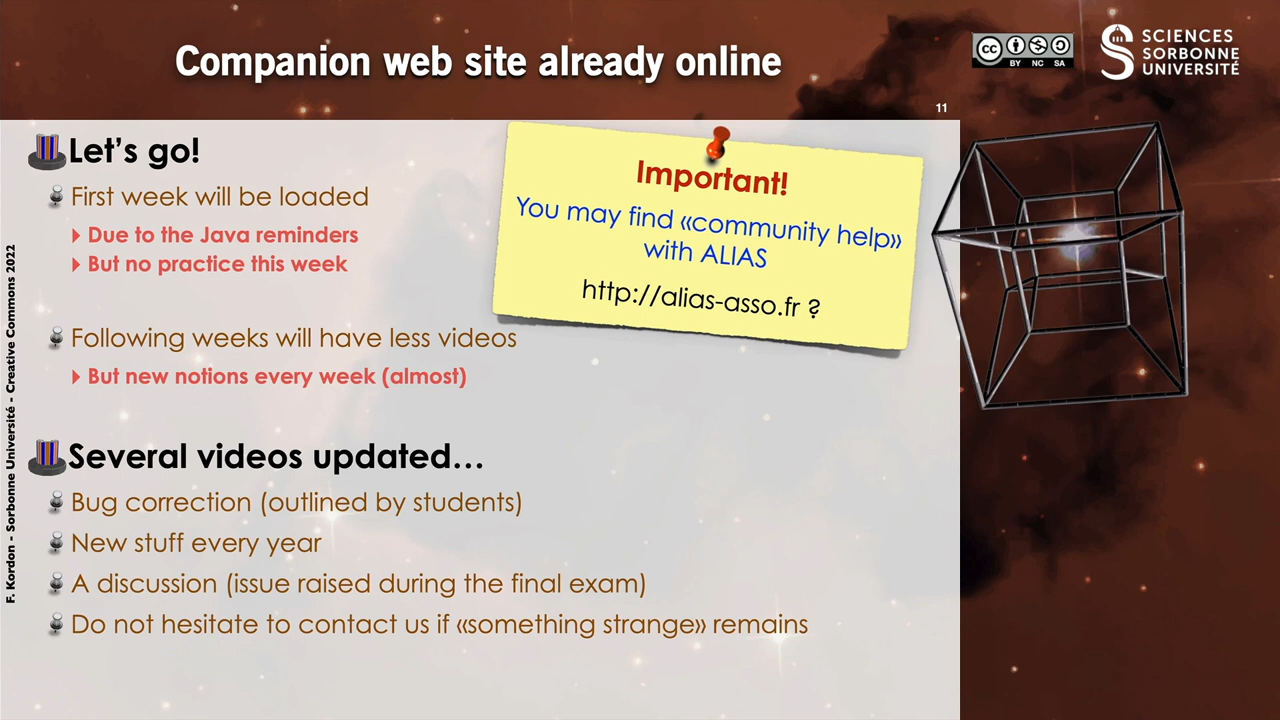 Companion web site already online
cc BY NC SA
SCIENCES
SORBONNE
UNIVERSITÉ
11
Let's go!
First week will be loaded
Due to the Java reminders
But no practice this week
Following weeks will have less videos
But new notions every week (almost)
Important!
You may find «community help»
with ALIAS
http://alias-asso.fr ?
Several videos updated…
Bug correction (outlined by students)
New stuff every year
A discussion (issue raised during the final exam)
Do not hesitate to contact us if «something strange» remains
F. Kordon - Sorbonne Université - Creative Commons 2022